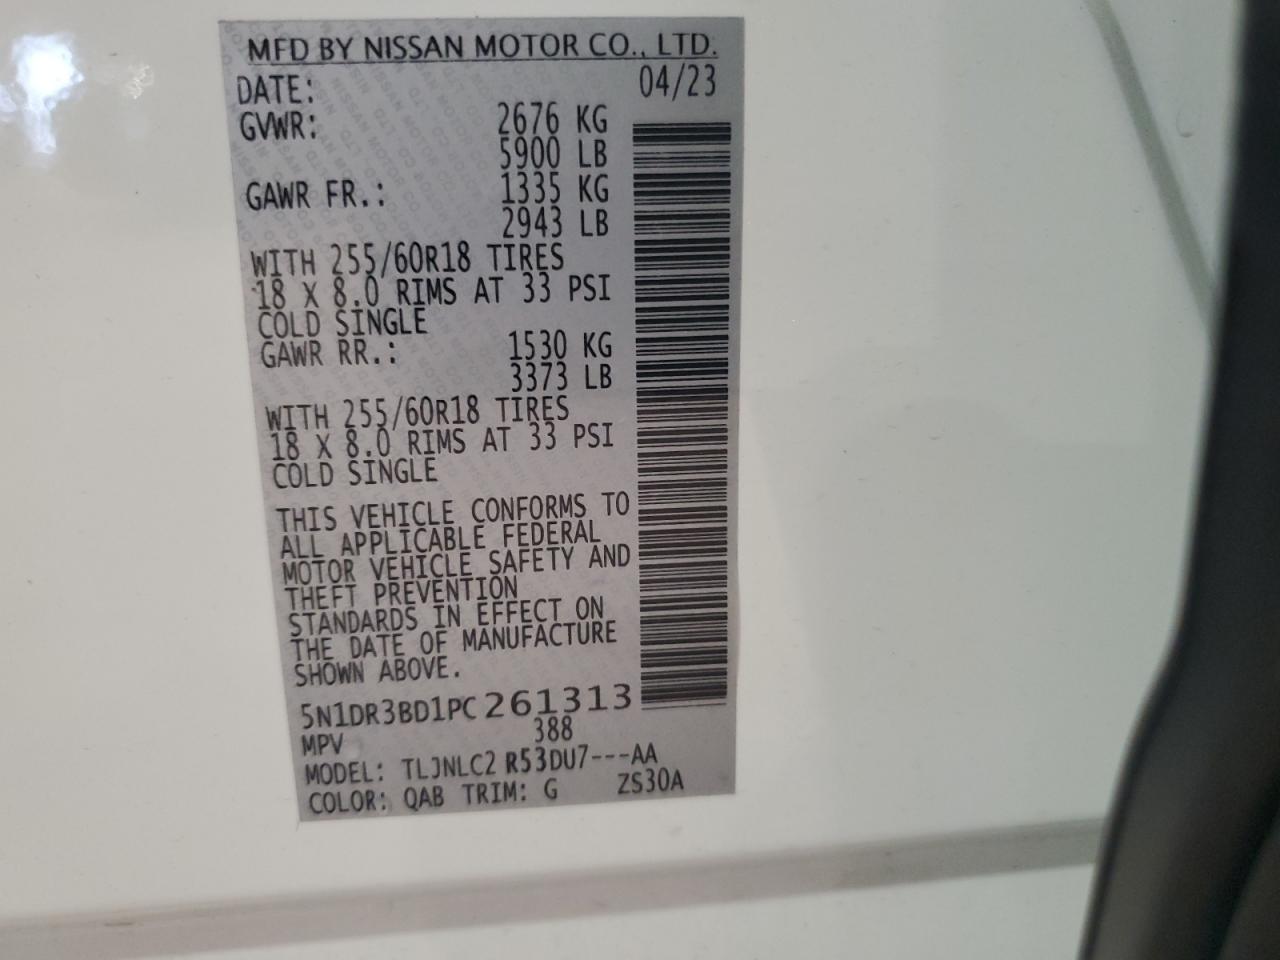 MFD BY NISSAN MOTOR CO., LTD.
DATE: 04/23
GVWR: 2676 KG
5900 LB
GAWR FR.: 1335 KG
2943 LB
WITH 255/60R18 TIRES
18 X 8.0 RIMS AT 33 PSI
COLD SINGLE
GAWR RR.: 1530 KG
3373 LB
WITH 255/60R18 TIRES
18 X 8.0 RIMS AT 33 PSI
COLD SINGLE
THIS VEHICLE CONFORMS TO
ALL APPLICABLE FEDERAL
MOTOR VEHICLE SAFETY AND
THEFT PREVENTION
STANDARDS IN EFFECT ON
THE DATE OF MANUFACTURE
SHOWN ABOVE.
5N1DR3BD1PC261313
MPV 388
MODEL: TLJNLC2 R53DU7---AA
COLOR: QAB TRIM: G ZS30A